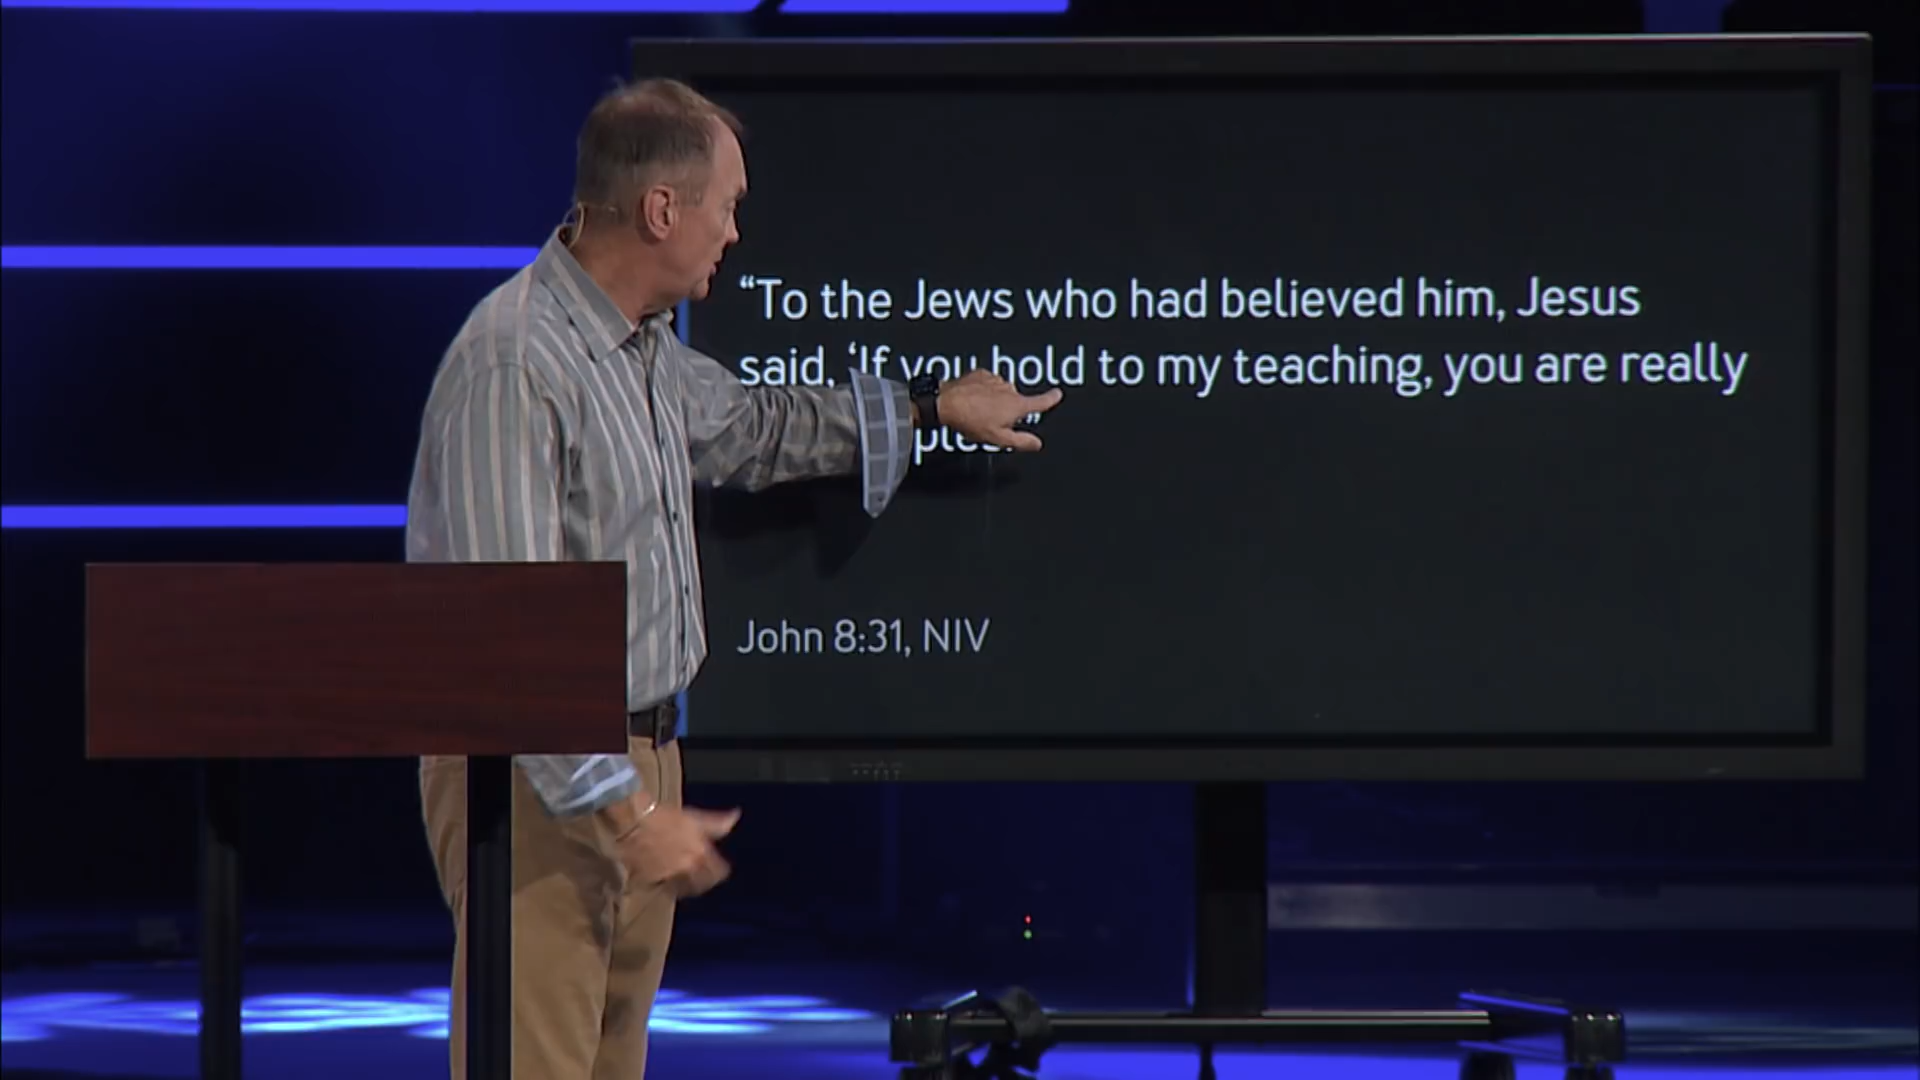 “To the Jews who had believed him, Jesus
said, ‘If you hold to my teaching, you are really
John 8:31, NIV